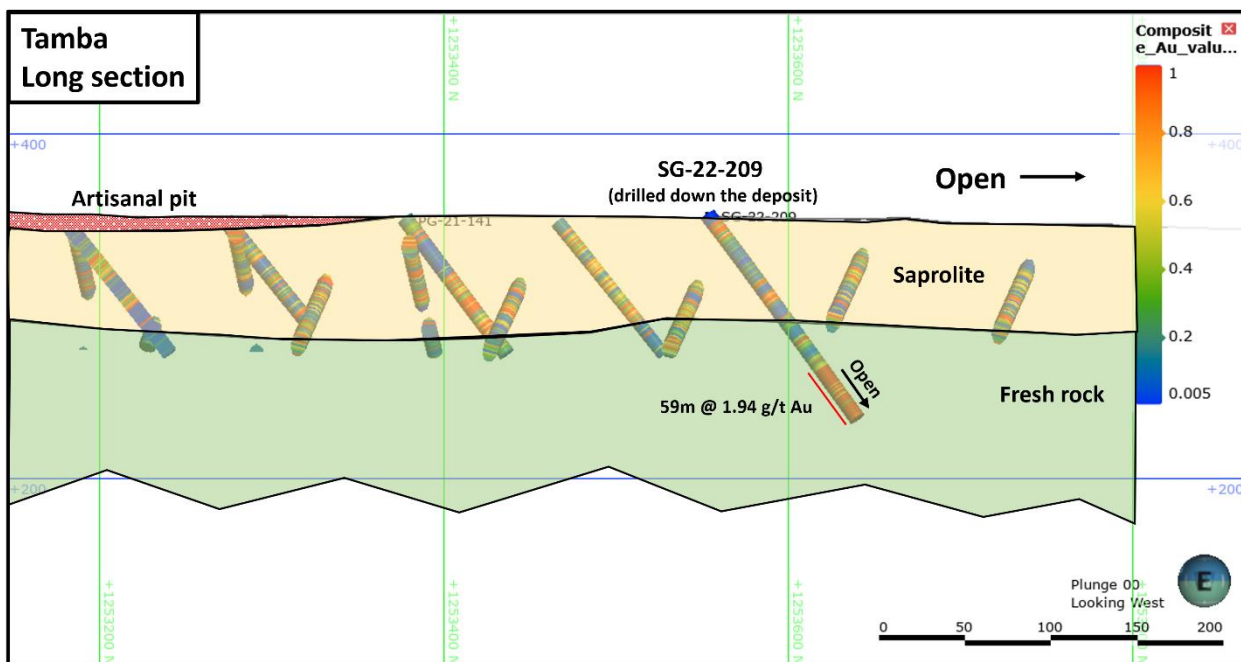 Tamba
Long section
+1253400 N
+1253600 N
Composit
e_Au_valu...
1
0.8
0.6
0.4
0.2
0.005
+400
+400
SG-22-209
(drilled down the deposit)
Open
Artisanal pit
PG-21-141
SG-22-209
Saprolite
Open
59m @ 1.94 g/t Au
Fresh rock
+200
+200
+1253200 N
+1253400 N
+1253600 N
Plunge 00
Looking West
E
0 50 100 150 200